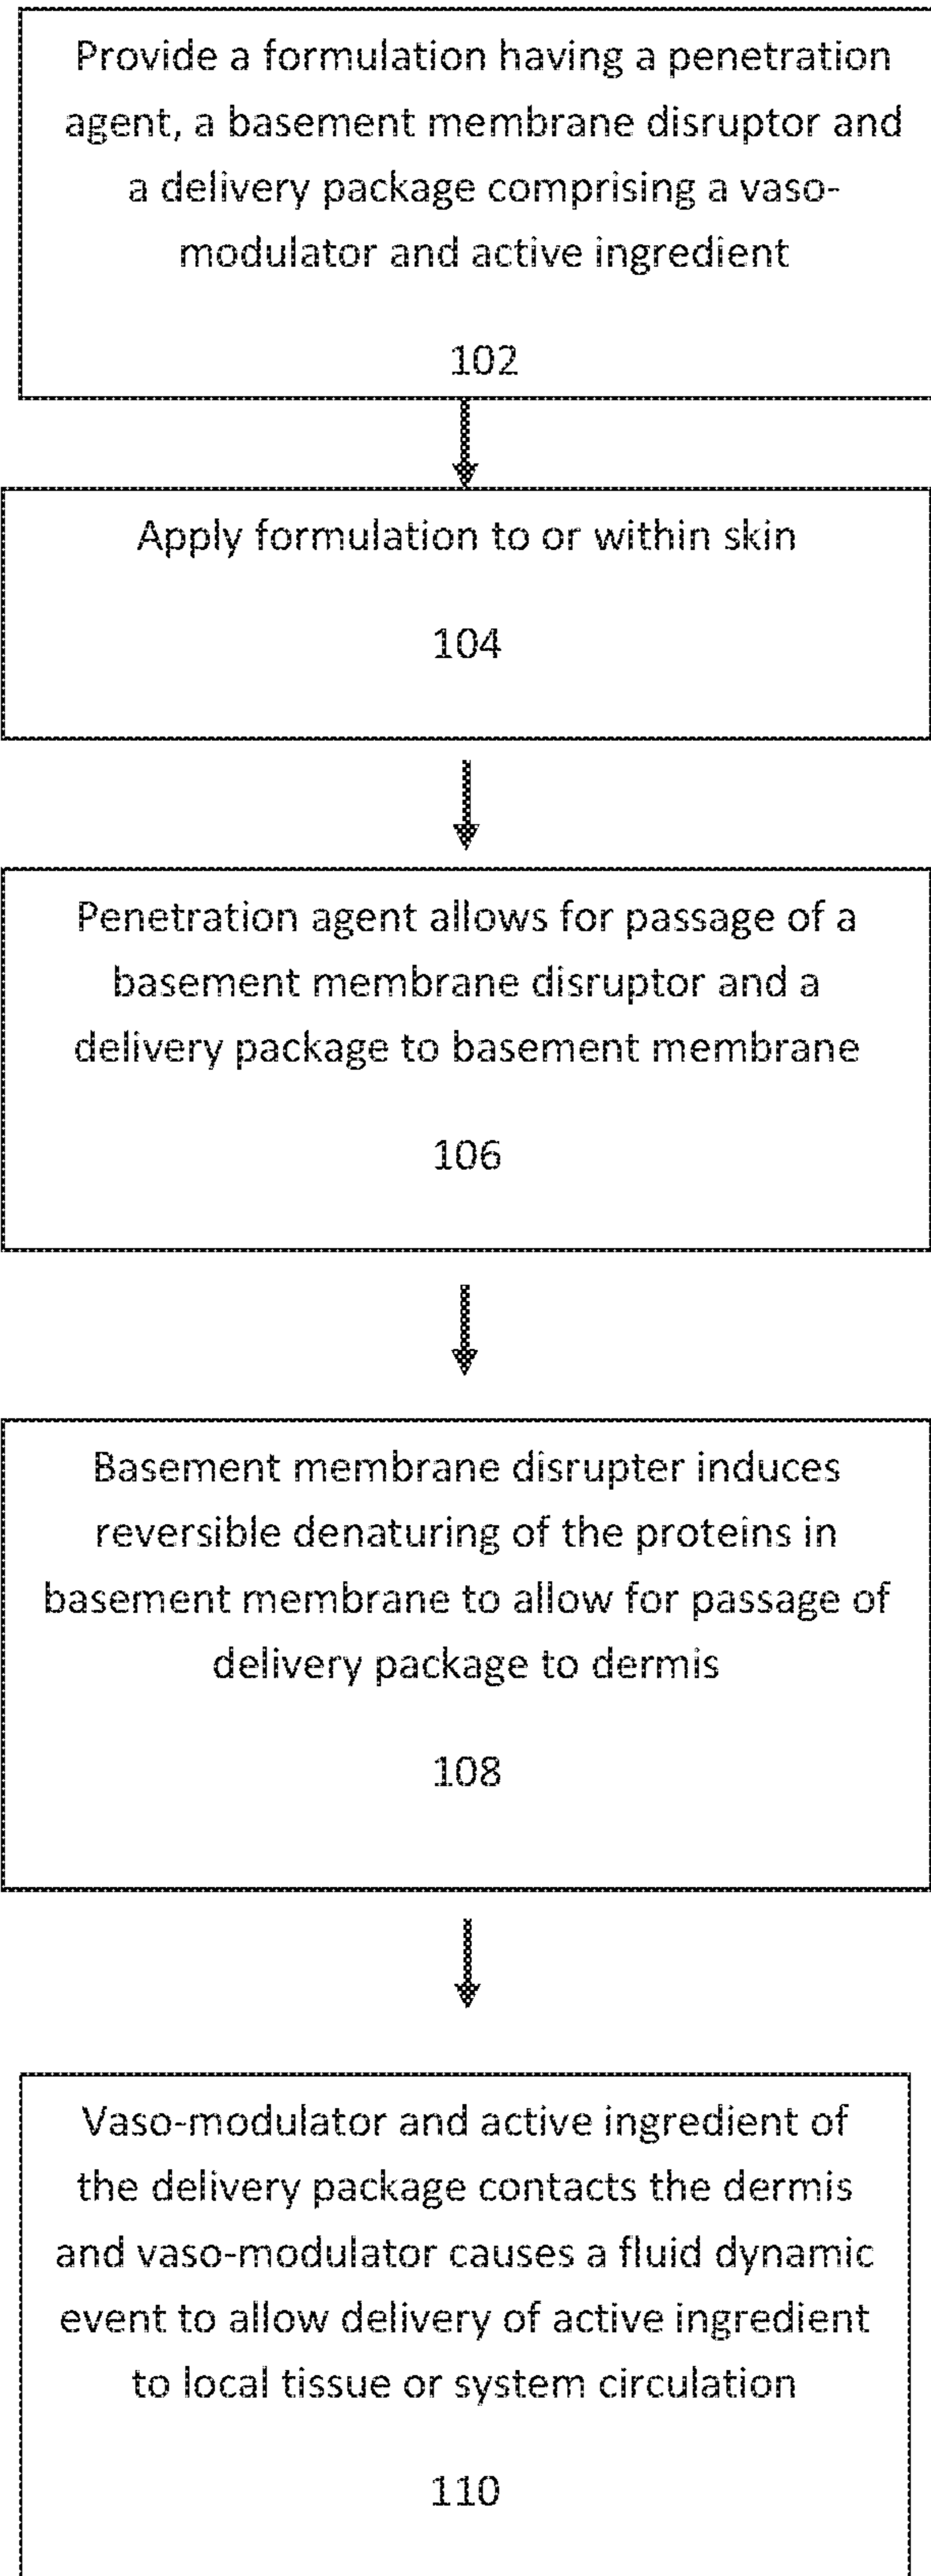 Provide a formulation having a penetration
agent, a basement membrane disruptor and
a delivery package comprising a vaso-
modulator and active ingredient
102
Apply formulation to or within skin
104
Penetration agent allows for passage of a
basement membrane disruptor and a
delivery package to basement membrane
106
Basement membrane disrupter induces
reversible denaturing of the proteins in
basement membrane to allow for passage of
delivery package to dermis
108
Vaso-modulator and active ingredient of
the delivery package contacts the dermis
and vaso-modulator causes a fluid dynamic
event to allow delivery of active ingredient
to local tissue or system circulation
110